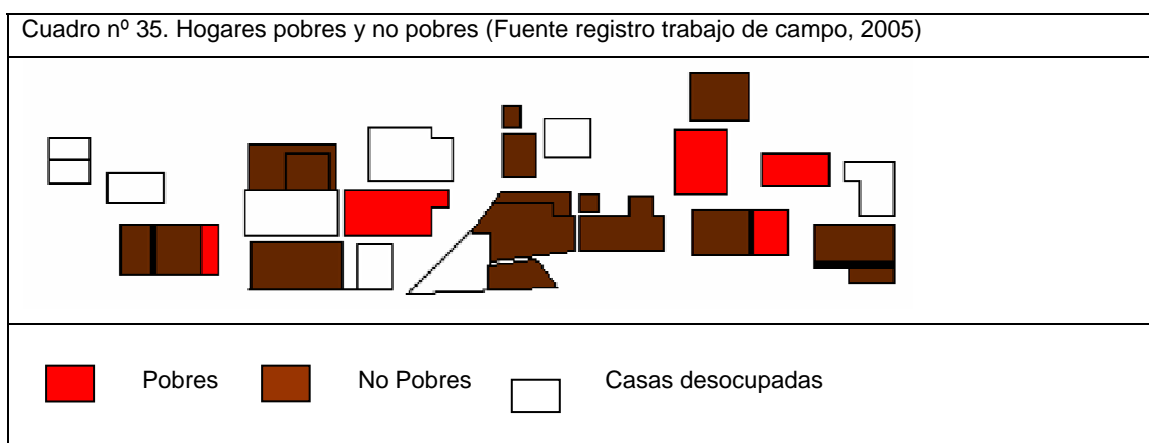 Cuadro nº 35. Hogares pobres y no pobres (Fuente registro trabajo de campo, 2005)
Pobres No Pobres Casas desocupadas